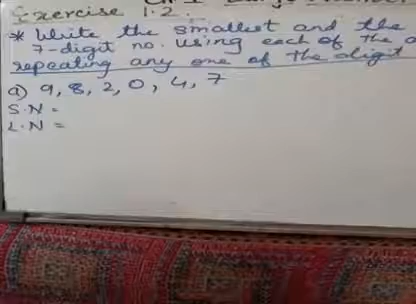 Exercise 1.2.
* Write the smallest and the
7-digit no. using each of the
repeating any one of the digit
a) 9, 8, 2, 0, 4, 7
S.N =
L.N =